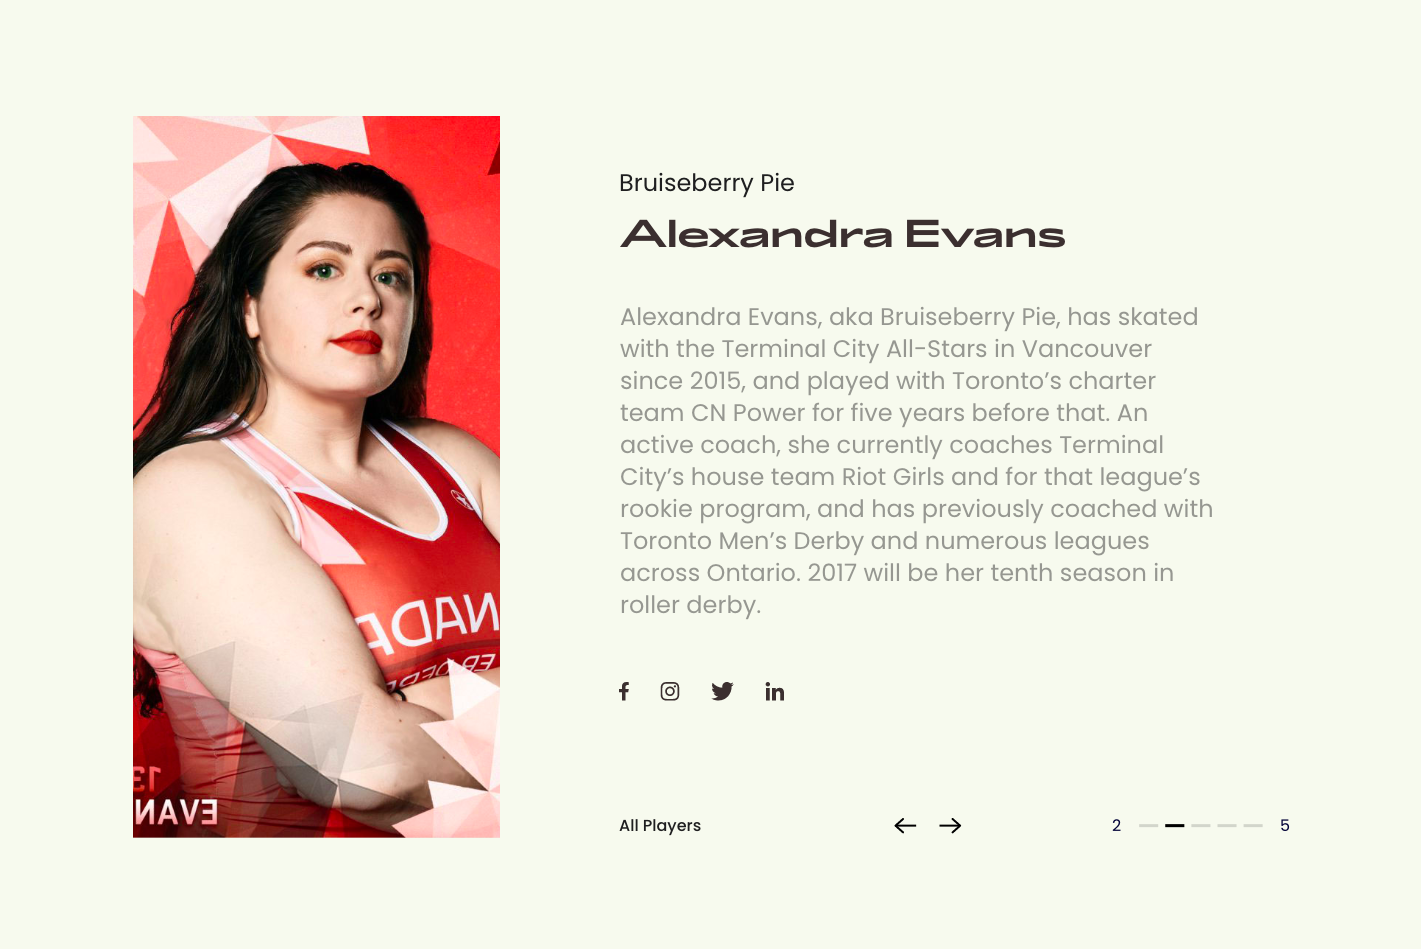 Bruiseberry Pie
Alexandra Evans
Alexandra Evans, aka Bruiseberry Pie, has skated
with the Terminal City All-Stars in Vancouver
since 2015, and played with Toronto’s charter
team CN Power for five years before that. An
active coach, she currently coaches Terminal
City’s house team Riot Girls and for that league’s
rookie program, and has previously coached with
Toronto Men’s Derby and numerous leagues
across Ontario. 2017 will be her tenth season in
roller derby.
NADA
ER DERB
13
EVAN
All Players
2
5